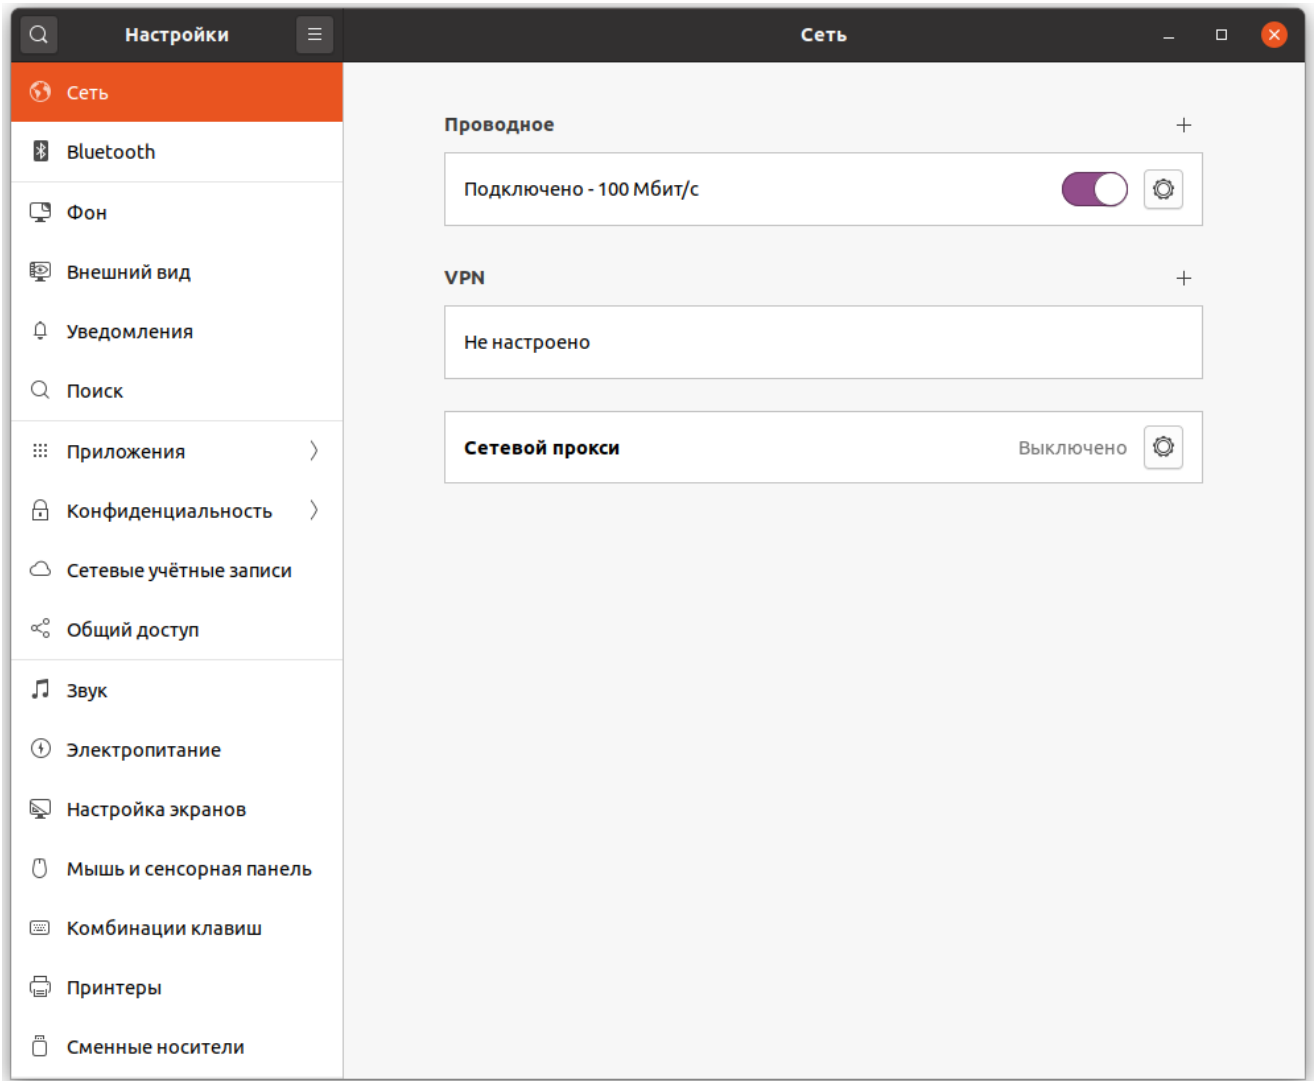 Настройки
Сеть
Сеть
Bluetooth
Фон
Внешний вид
Уведомления
Поиск
Приложения
Конфиденциальность
Сетевые учётные записи
Общий доступ
Звук
Электропитание
Настройка экранов
Мышь и сенсорная панель
Комбинации клавиш
Принтеры
Сменные носители
Проводное
Подключено - 100 Мбит/с
VPN
Не настроено
Сетевой прокси Выключено